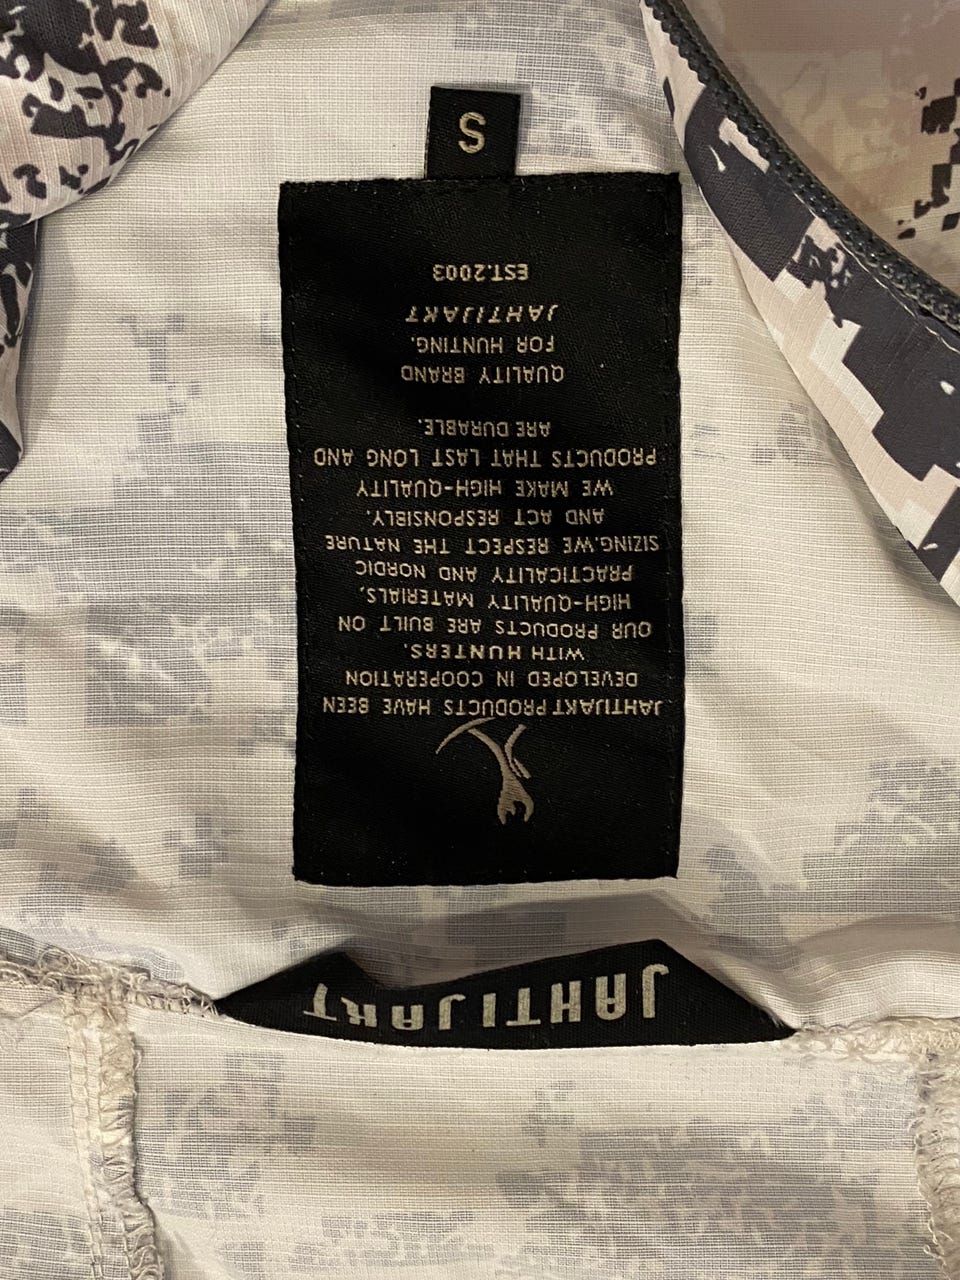 JAHTIJAKT
JAHTIJAKT PRODUCTS HAVE BEEN
DEVELOPED IN COOPERATION
WITH HUNTERS.
OUR PRODUCTS ARE BUILT ON
HIGH-QUALITY MATERIALS,
PRACTICALITY AND NORDIC
SIZING.WE RESPECT THE NATURE
AND ACT RESPONSIBLY.
WE MAKE HIGH-QUALITY
PRODUCTS THAT LAST LONG AND
ARE DURABLE.
QUALITY BRAND
FOR HUNTING.
JAHTIJAKT
EST.2003
S